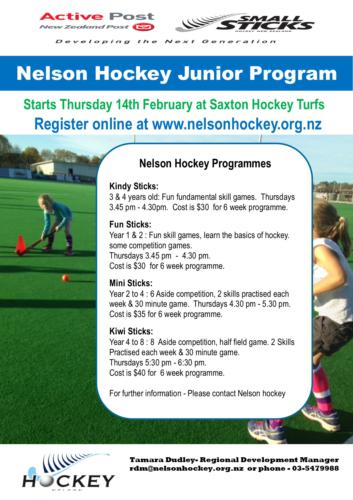 Active Post
New Zealand Post
SMALL
STICKS
HOCKEY NEW ZEALAND
Developing the Next Generation
Nelson Hockey Junior Program
Starts Thursday 14th February at Saxton Hockey Turfs
Register online at www.nelsonhockey.org.nz
Nelson Hockey Programmes
Kindy Sticks:
3 & 4 years old: Fun fundamental skill games. Thursdays
3.45 pm - 4.30pm. Cost is $30 for 6 week programme.
Fun Sticks:
Year 1 & 2 : Fun skill games, learn the basics of hockey.
some competition games.
Thursdays 3.45 pm - 4.30 pm.
Cost is $30 for 6 week programme.
Mini Sticks:
Year 2 to 4 : 6 Aside competition, 2 skills practised each
week & 30 minute game. Thursdays 4.30 pm - 5.30 pm.
Cost is $35 for 6 week programme.
Kiwi Sticks:
Year 4 to 8 : 8 Aside competition, half field game. 2 Skills
Practised each week & 30 minute game.
Thursdays 5:30 pm - 6:30 pm.
Cost is $40 for 6 week programme.
For further information - Please contact Nelson hockey
HOCKEY
NELSON
Tamara Dudley- Regional Development Manager
rdm@nelsonhockey.org.nz or phone - 03-5479988